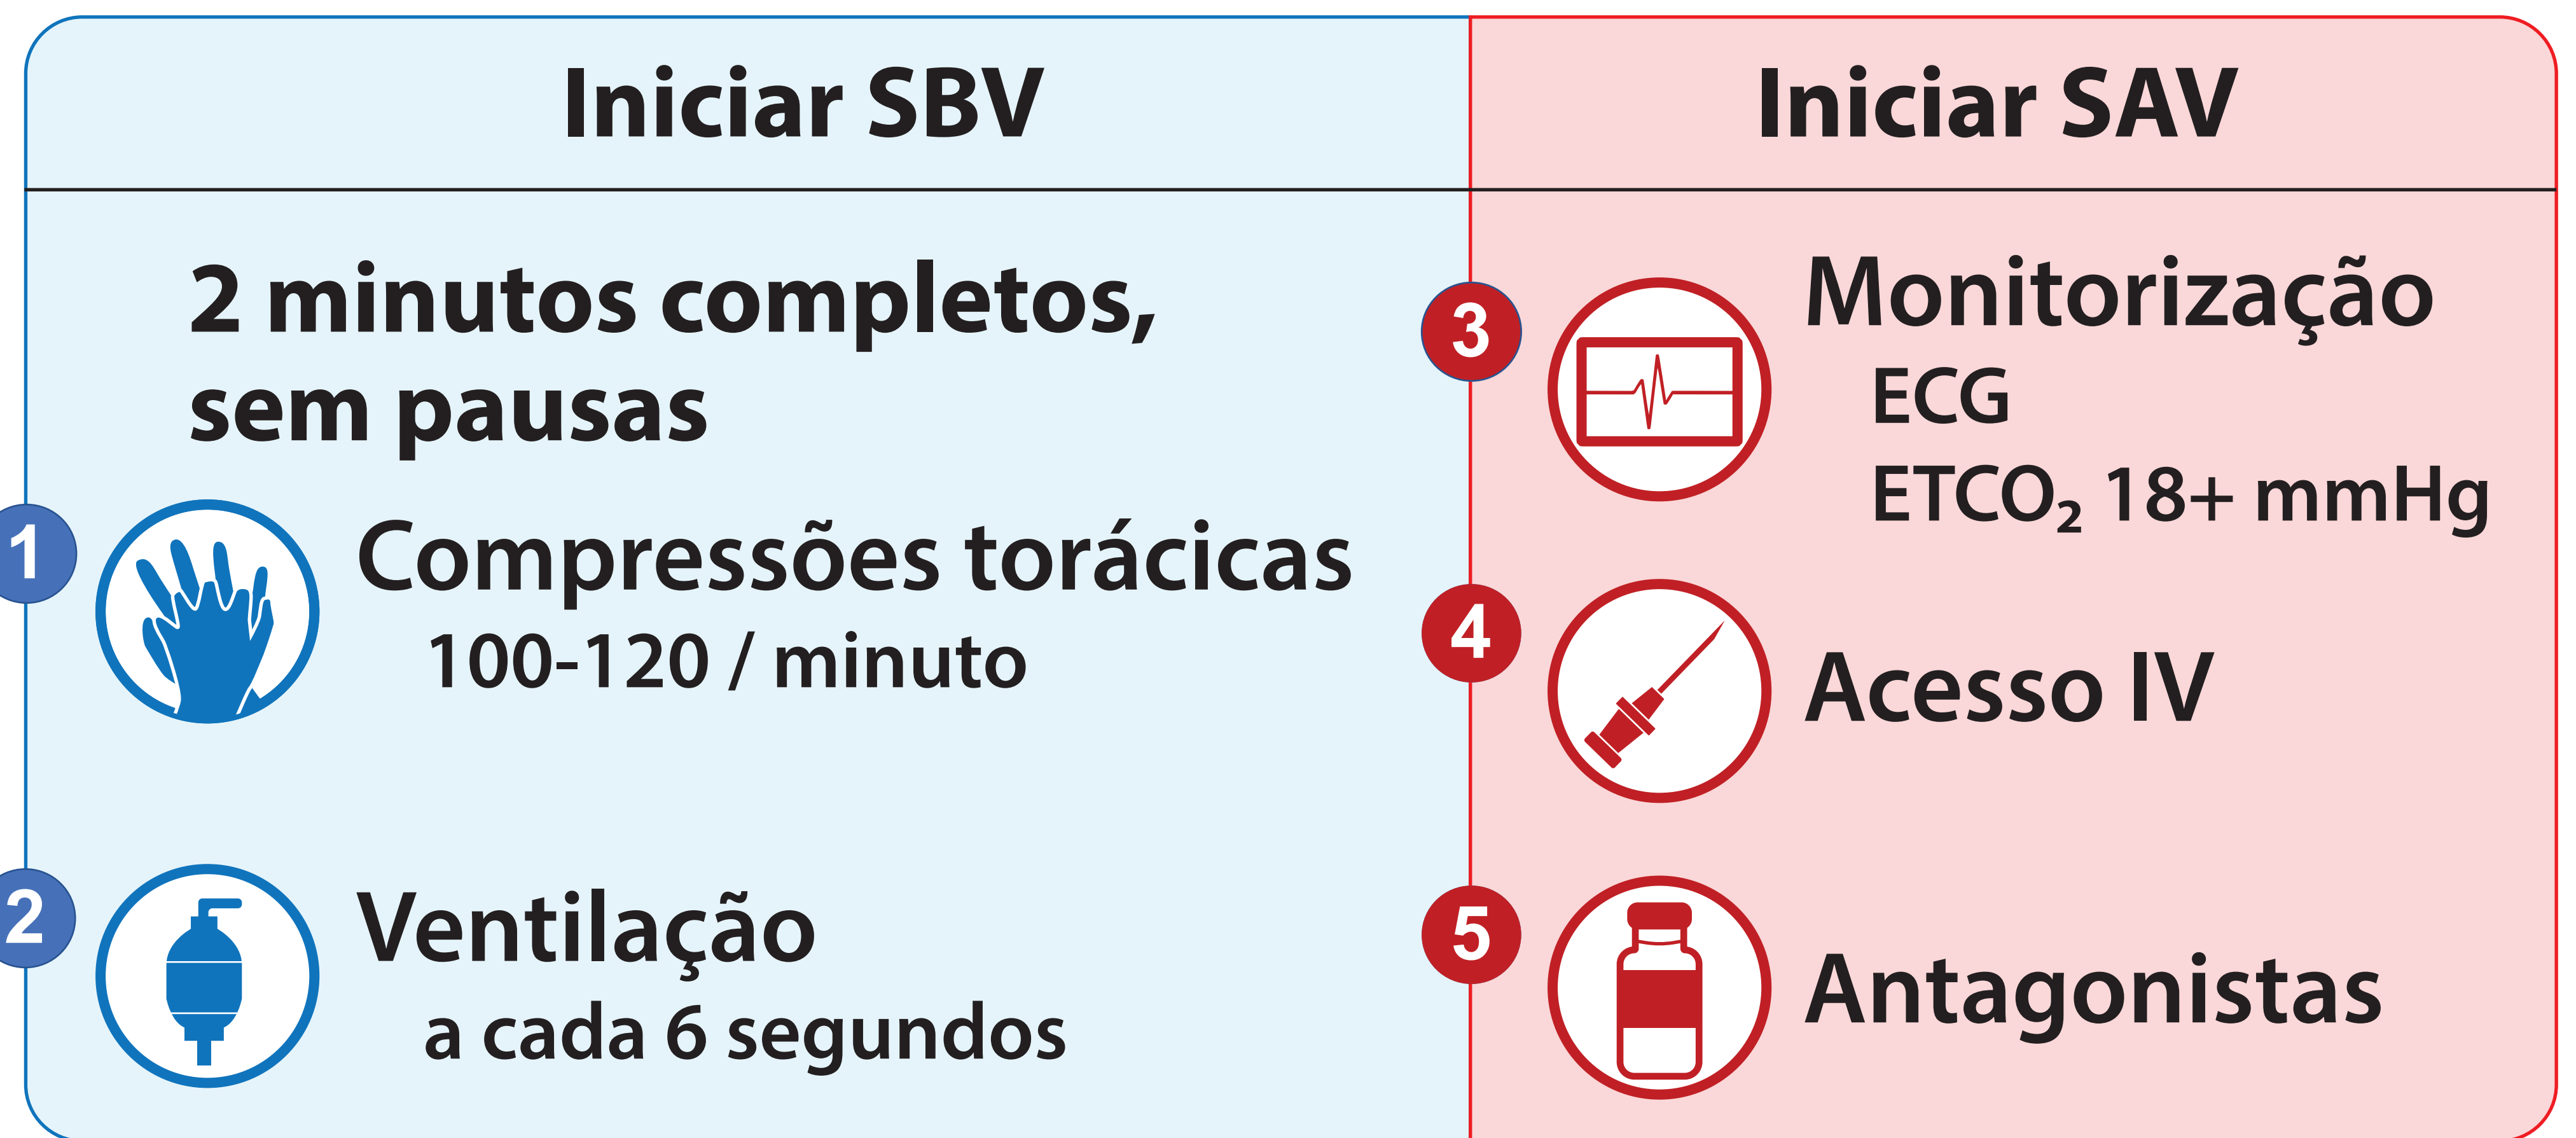 Iniciar SBV
2 minutos completos,
sem pausas
1
Compressões torácicas
100-120 / minuto
2
Ventilação
a cada 6 segundos
Iniciar SAV
3
Monitorização
ECG
ETCO₂ 18+ mmHg
4
Acesso IV
5
Antagonistas